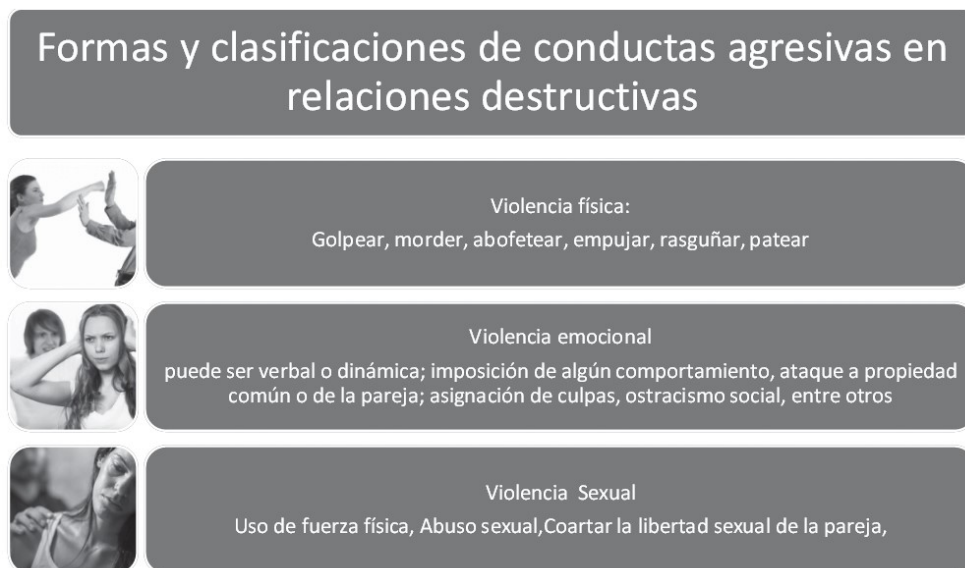 Formas y clasificaciones de conductas agresivas en
relaciones destructivas
Violencia física:
Golpear, morder, abofetear, empujar, rasguñar, patear
Violencia emocional
puede ser verbal o dinámica; imposición de algún comportamiento, ataque a propiedad
común o de la pareja; asignación de culpas, ostracismo social, entre otros
Violencia Sexual
Uso de fuerza física, Abuso sexual,Coartar la libertad sexual de la pareja,